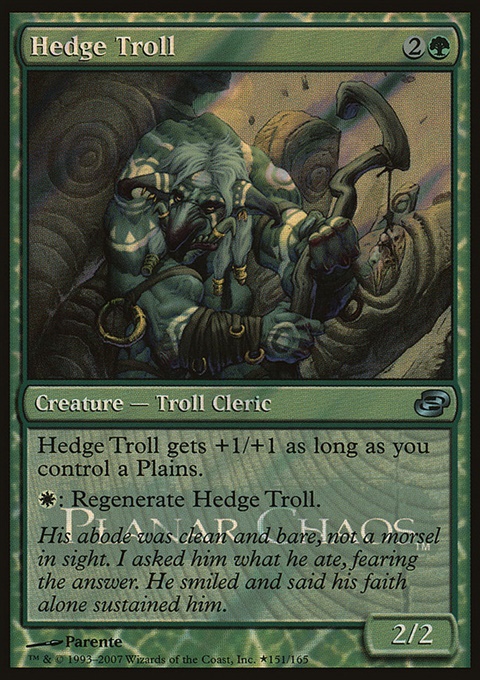 Hedge Troll 2
Creature — Troll Cleric
Hedge Troll gets +1/+1 as long as you
control a Plains.
: Regenerate Hedge Troll.
PLANAR CHAOS™
His abode was clean and bare, not a morsel
in sight. I asked him what he ate, fearing
the answer. He smiled and said his faith
alone sustained him.
Parente
2/2
™ & © 1993–2007 Wizards of the Coast, Inc. ★151/165